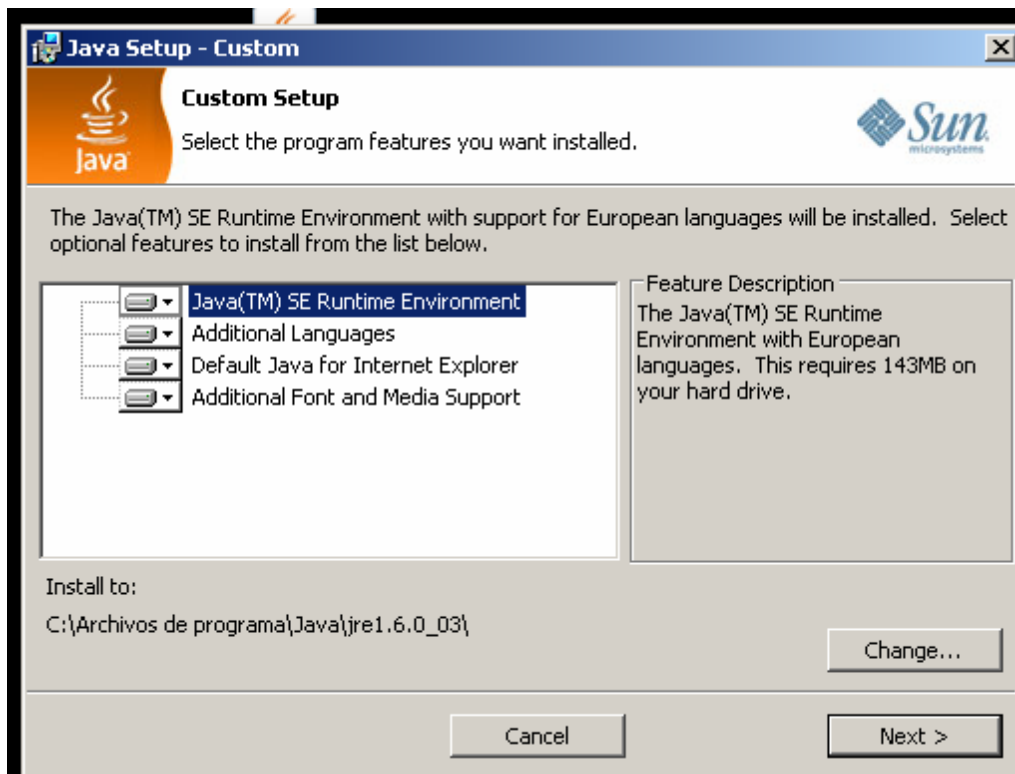 Java Setup - Custom
Java
Custom Setup
Select the program features you want installed.
Sun
microsystems
The Java(TM) SE Runtime Environment with support for European languages will be installed.  Select
optional features to install from the list below.
Java(TM) SE Runtime Environment
Additional Languages
Default Java for Internet Explorer
Additional Font and Media Support
Feature Description
The Java(TM) SE Runtime
Environment with European
languages.  This requires 143MB on
your hard drive.
Install to:
C:\Archivos de programa\Java\jre1.6.0_03\
Change...
Cancel
Next >